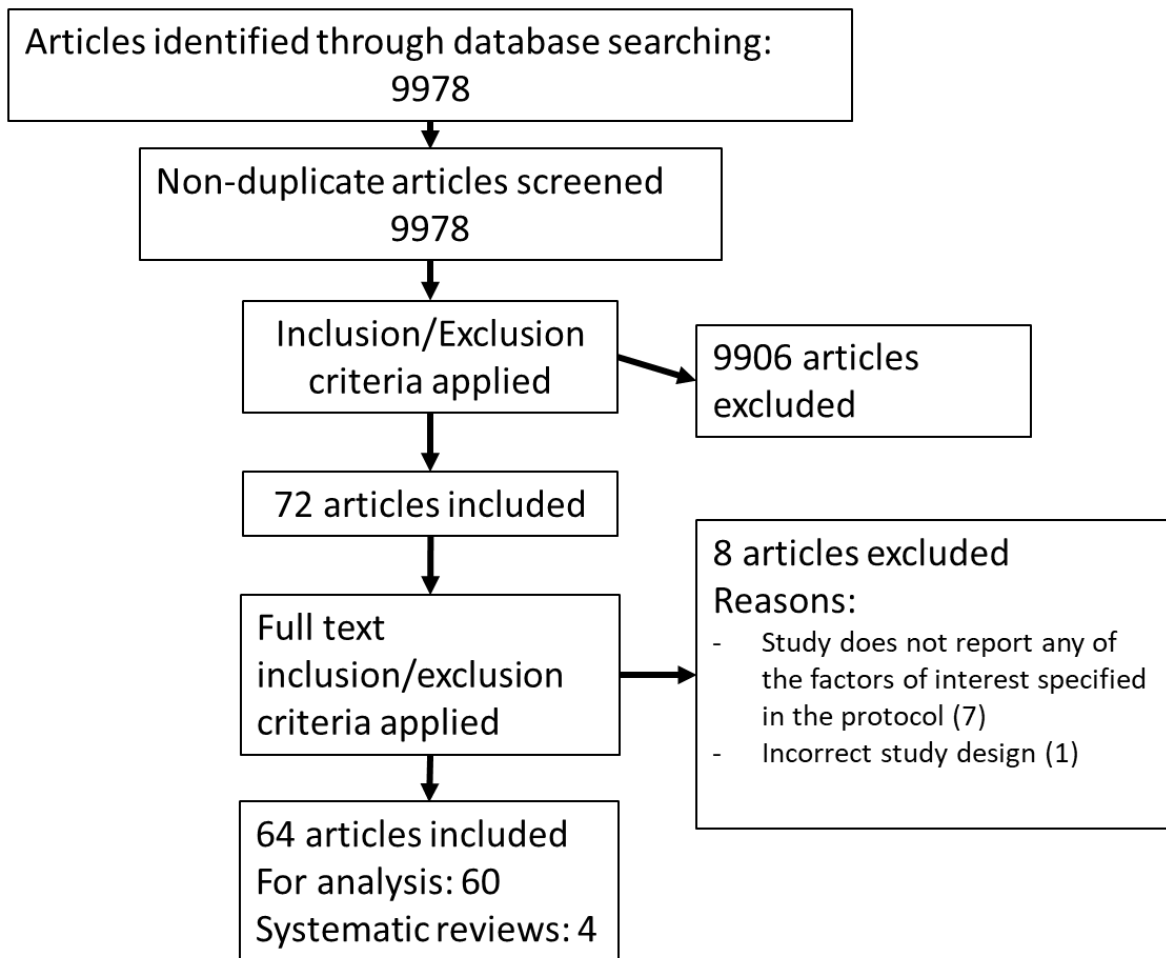 Articles identified through database searching:
9978
Non-duplicate articles screened
9978
Inclusion/Exclusion
criteria applied
9906 articles
excluded
72 articles included
8 articles excluded
Reasons:
- Study does not report any of
the factors of interest specified
in the protocol (7)
- Incorrect study design (1)
Full text
inclusion/exclusion
criteria applied
64 articles included
For analysis: 60
Systematic reviews: 4